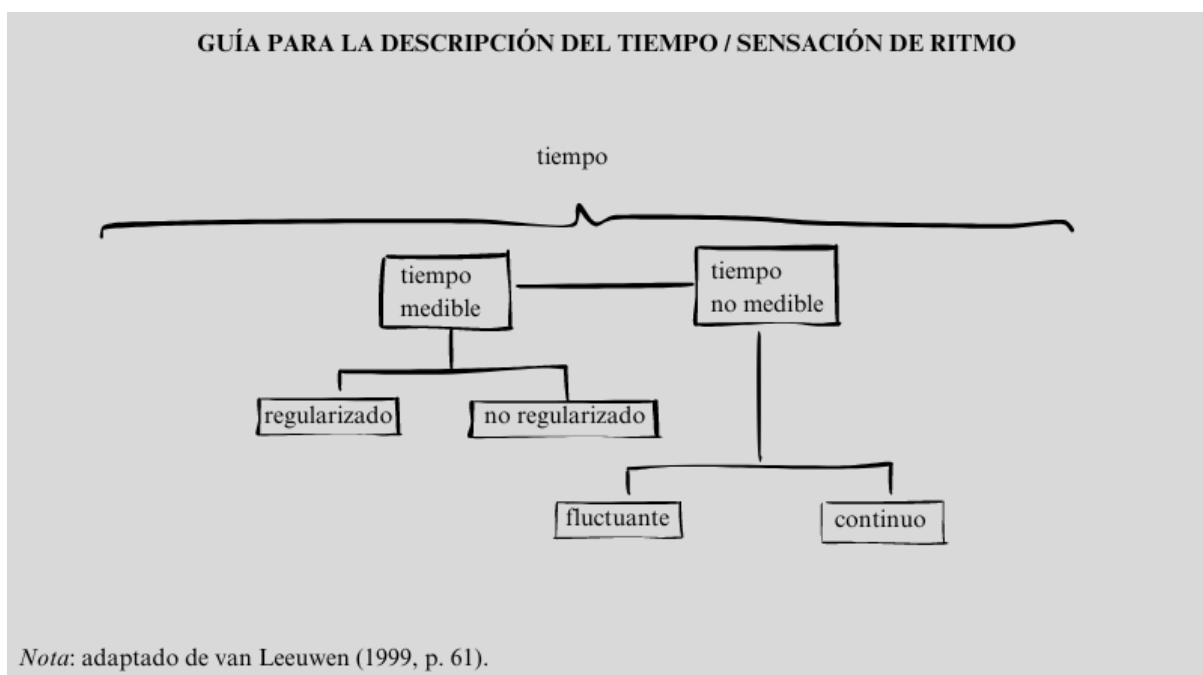 GUÍA PARA LA DESCRIPCIÓN DEL TIEMPO / SENSACIÓN DE RITMO
tiempo
tiempo
medible
tiempo
no medible
regularizado
no regularizado
fluctuante
continuo
Nota: adaptado de van Leeuwen (1999, p. 61).